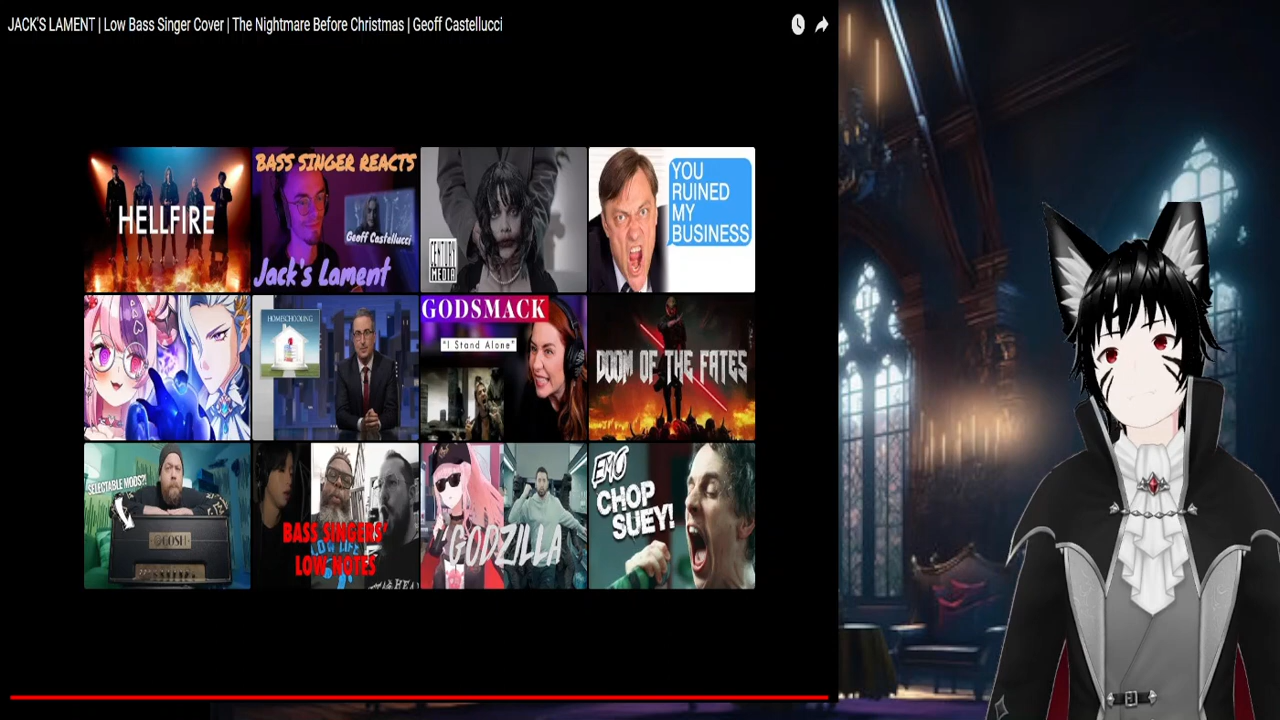 JACK'S LAMENT | Low Bass Singer Cover | The Nightmare Before Christmas | Geoff Castellucci
HELLFIRE
BASS SINGER REACTS
Geoff Castellucci
Jack's Lament
CENTURY
MEDIA
YOU
RUINED
MY
BUSINESS
HOMESCHOOLING
GODSMACK
"I Stand Alone"
DOOM OF THE FATES
SELECTABLE MODS?!
BASS SINGERS'
LOW LIFE
LOW NOTES
GODZILLA
EMO
CHOP
SUEY!